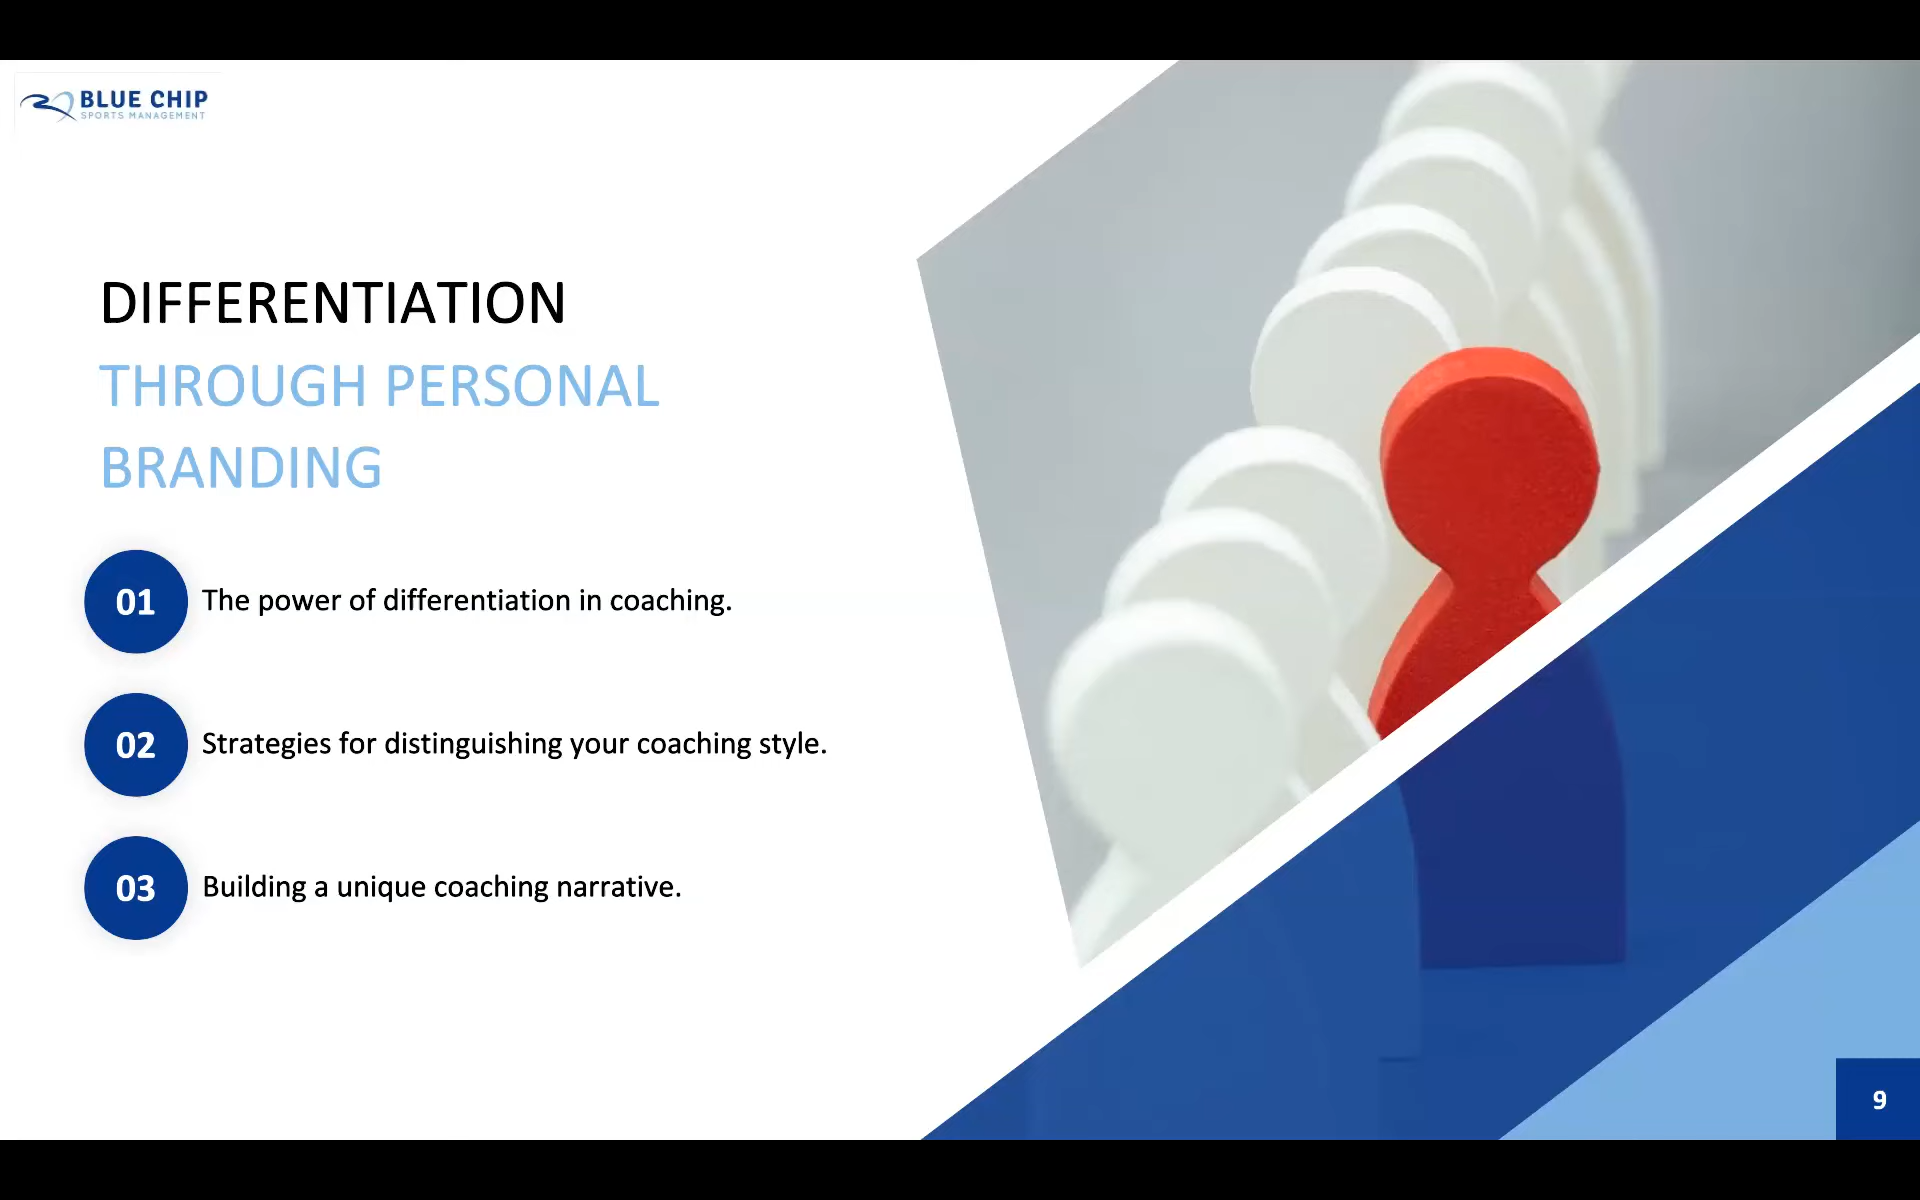 BLUE CHIP
SPORTS MANAGEMENT
DIFFERENTIATION
THROUGH PERSONAL
BRANDING
01 The power of differentiation in coaching.
02 Strategies for distinguishing your coaching style.
03 Building a unique coaching narrative.
9